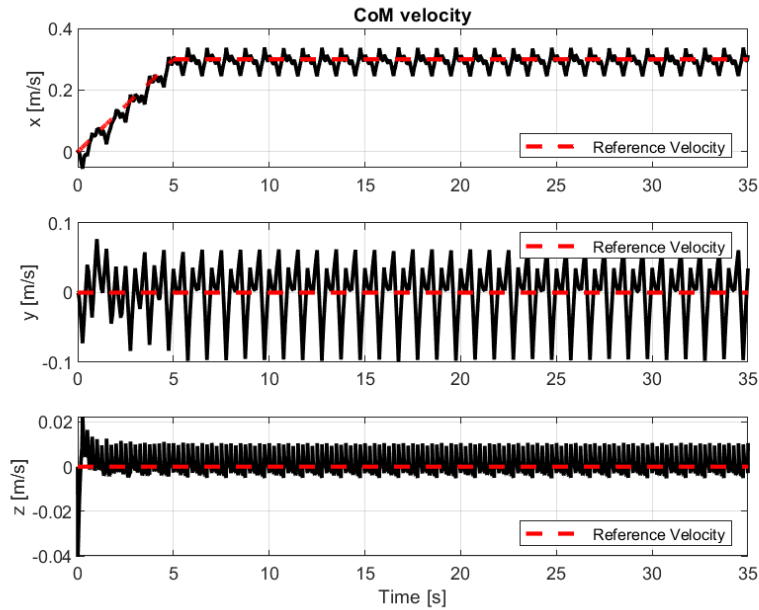 CoM velocity
0.4
0.2
0
x [m/s]
Reference Velocity
0 5 10 15 20 25 30 35
0.1
0
-0.1
y [m/s]
Reference Velocity
0 5 10 15 20 25 30 35
0.02
0
-0.02
-0.04
z [m/s]
Reference Velocity
0 5 10 15 20 25 30 35
Time [s]